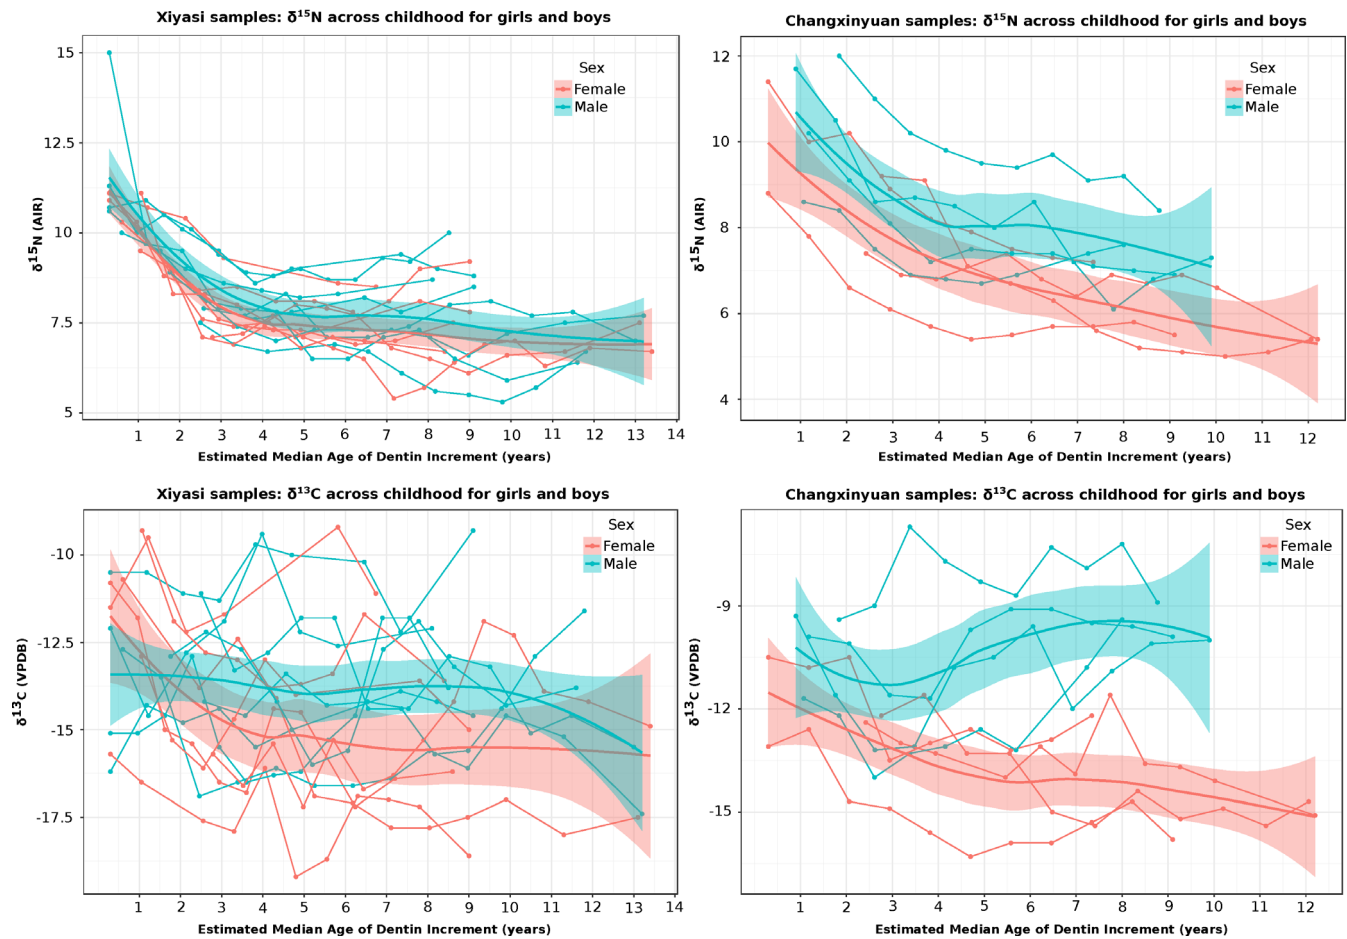 Xiyasi samples: δ¹⁵N across childhood for girls and boys
15
12.5
10
7.5
5
δ¹⁵N (AIR)
Sex
Female
Male
1 2 3 4 5 6 7 8 9 10 11 12 13 14
Estimated Median Age of Dentin Increment (years)
Changxinyuan samples: δ¹⁵N across childhood for girls and boys
12
10
8
6
4
δ¹⁵N (AIR)
Sex
Female
Male
1 2 3 4 5 6 7 8 9 10 11 12
Estimated Median Age of Dentin Increment (years)
Xiyasi samples: δ¹³C across childhood for girls and boys
-10
-12.5
-15
-17.5
δ¹³C (VPDB)
Sex
Female
Male
1 2 3 4 5 6 7 8 9 10 11 12 13 14
Estimated Median Age of Dentin Increment (years)
Changxinyuan samples: δ¹³C across childhood for girls and boys
-9
-12
-15
δ¹³C (VPDB)
Sex
Female
Male
1 2 3 4 5 6 7 8 9 10 11 12
Estimated Median Age of Dentin Increment (years)